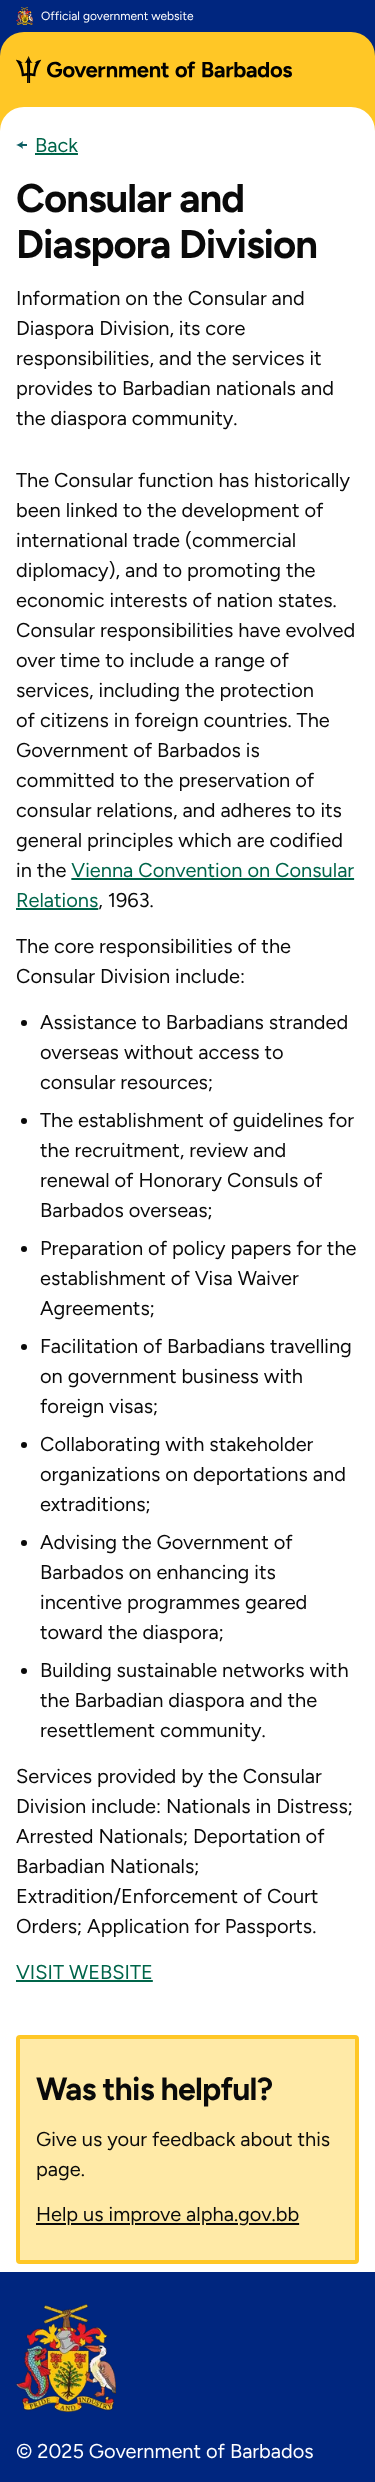 Official government website
Government of Barbados
Back
Consular and
Diaspora Division
Information on the Consular and
Diaspora Division, its core
responsibilities, and the services it
provides to Barbadian nationals and
the diaspora community.
The Consular function has historically
been linked to the development of
international trade (commercial
diplomacy), and to promoting the
economic interests of nation states.
Consular responsibilities have evolved
over time to include a range of
services, including the protection
of citizens in foreign countries. The
Government of Barbados is
committed to the preservation of
consular relations, and adheres to its
general principles which are codified
in the Vienna Convention on Consular
Relations, 1963.
The core responsibilities of the
Consular Division include:
• Assistance to Barbadians stranded
overseas without access to
consular resources;
• The establishment of guidelines for
the recruitment, review and
renewal of Honorary Consuls of
Barbados overseas;
• Preparation of policy papers for the
establishment of Visa Waiver
Agreements;
• Facilitation of Barbadians travelling
on government business with
foreign visas;
• Collaborating with stakeholder
organizations on deportations and
extraditions;
• Advising the Government of
Barbados on enhancing its
incentive programmes geared
toward the diaspora;
• Building sustainable networks with
the Barbadian diaspora and the
resettlement community.
Services provided by the Consular
Division include: Nationals in Distress;
Arrested Nationals; Deportation of
Barbadian Nationals;
Extradition/Enforcement of Court
Orders; Application for Passports.
VISIT WEBSITE
Was this helpful?
Give us your feedback about this
page.
Help us improve alpha.gov.bb
PRIDE AND INDUSTRY
© 2025 Government of Barbados